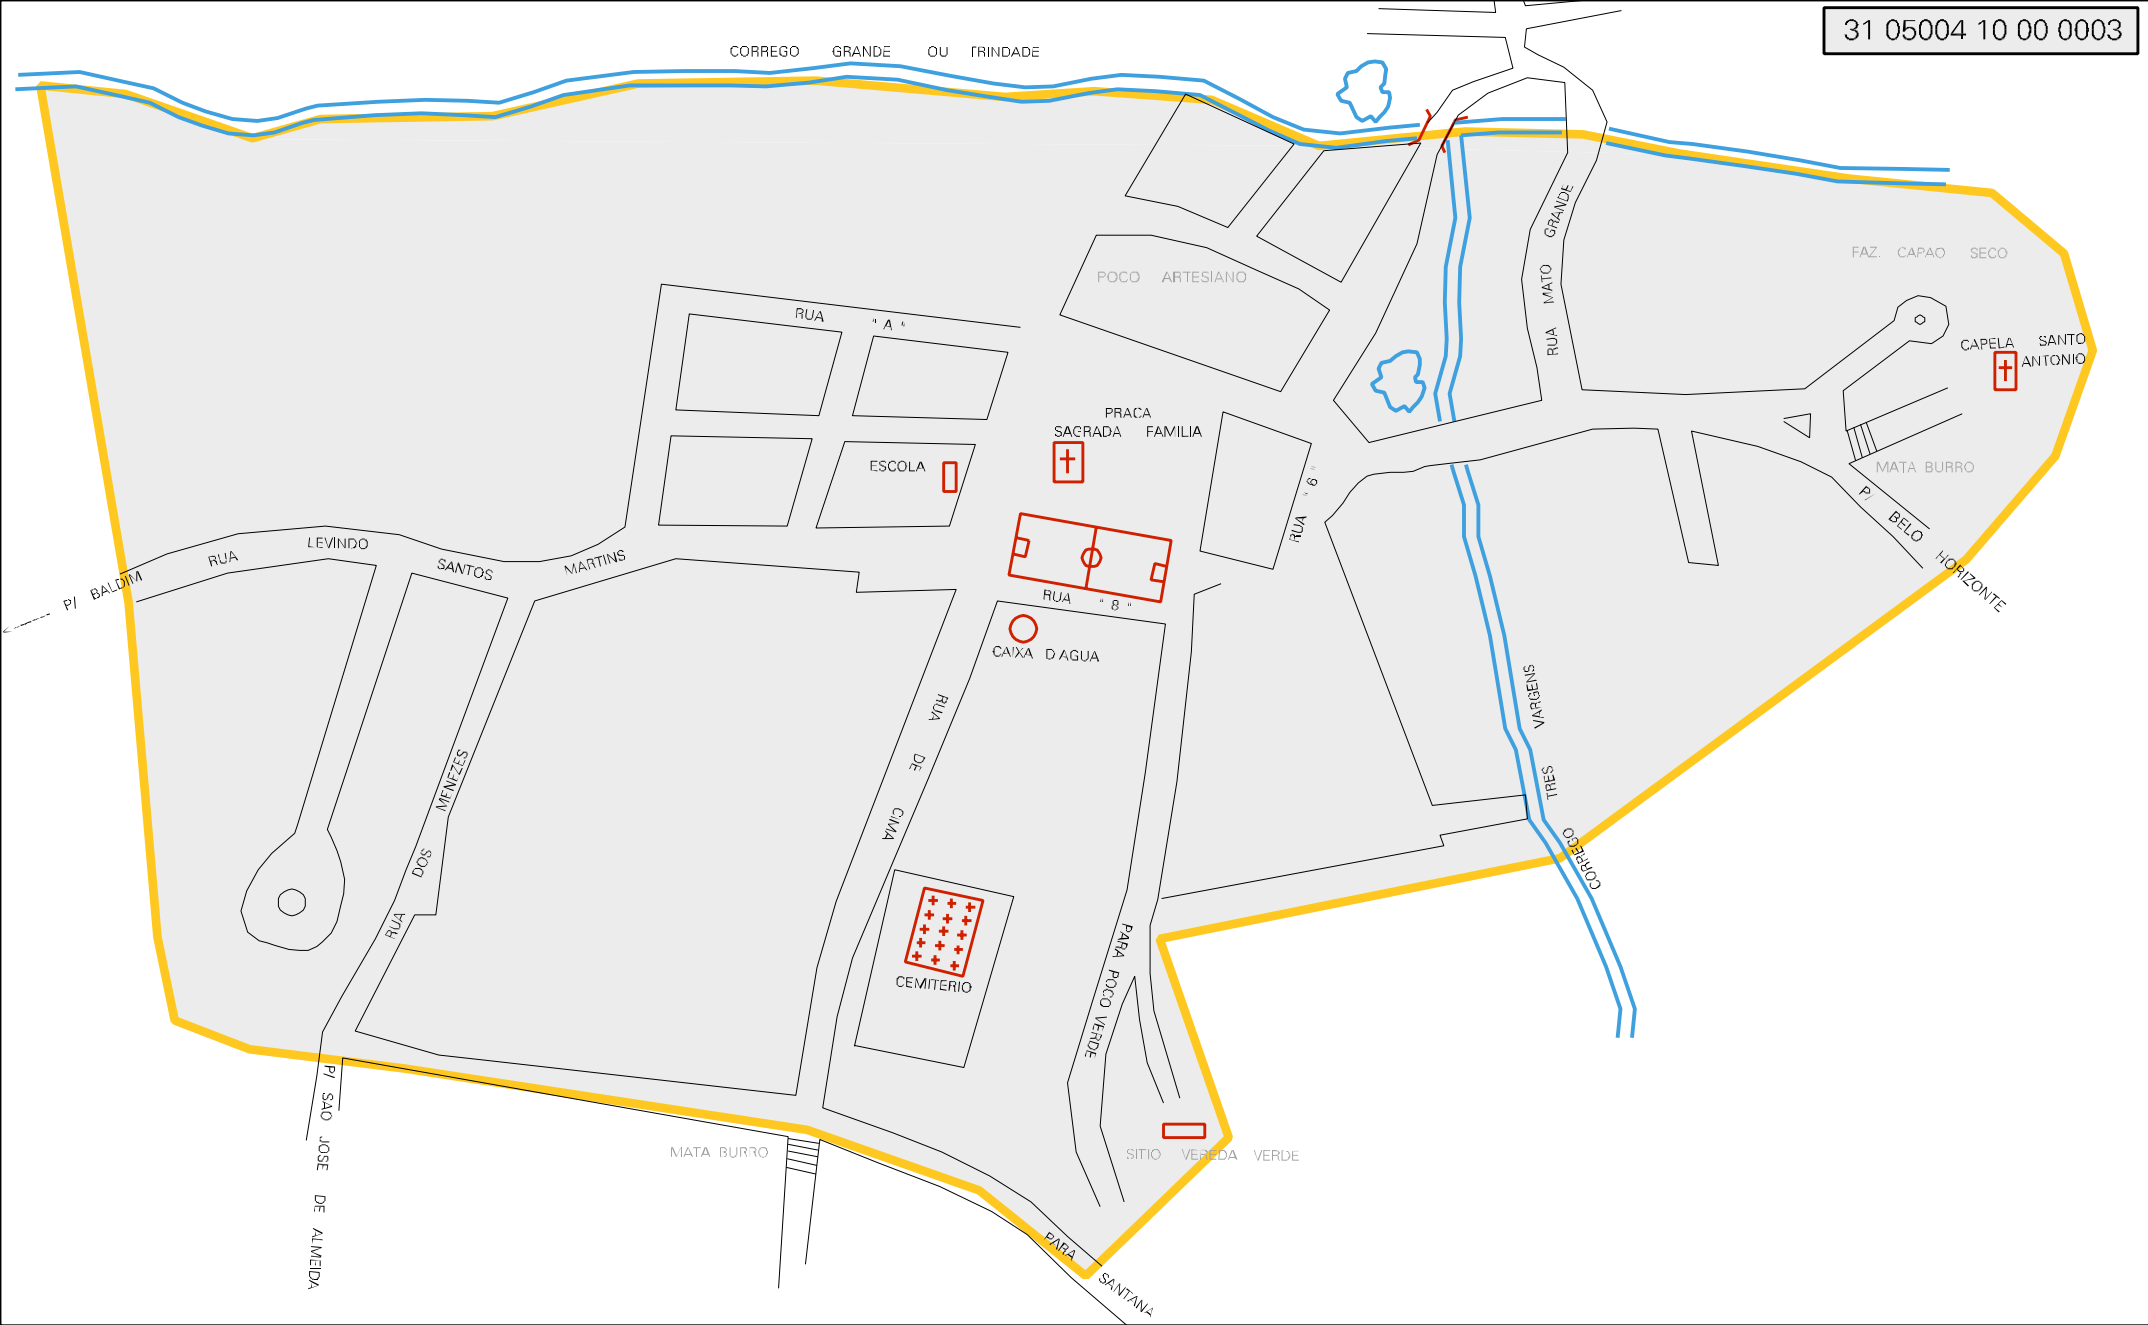 31 05004 10 00 0003
CORREGO GRANDE OU TRINDADE
RUA MATO GRANDE
FAZ. CAPAO SECO
POCO ARTESIANO
RUA "A"
CAPELA SANTO
ANTONIO
PRACA
SAGRADA FAMILIA
ESCOLA
RUA "6"
MATA BURRO
P/ BELO HORIZONTE
RUA LEVINDO SANTOS MARTINS
P/ BALDIM
RUA "8"
CAIXA D AGUA
RUA DE CIMA
CORREGO TRES VARGENS
RUA DOS MENEZES
CEMITERIO
PARA POCO VERDE
P/ SAO JOSE DE ALMEIDA
MATA BURRO
SITIO VEREDA VERDE
PARA SANTANA